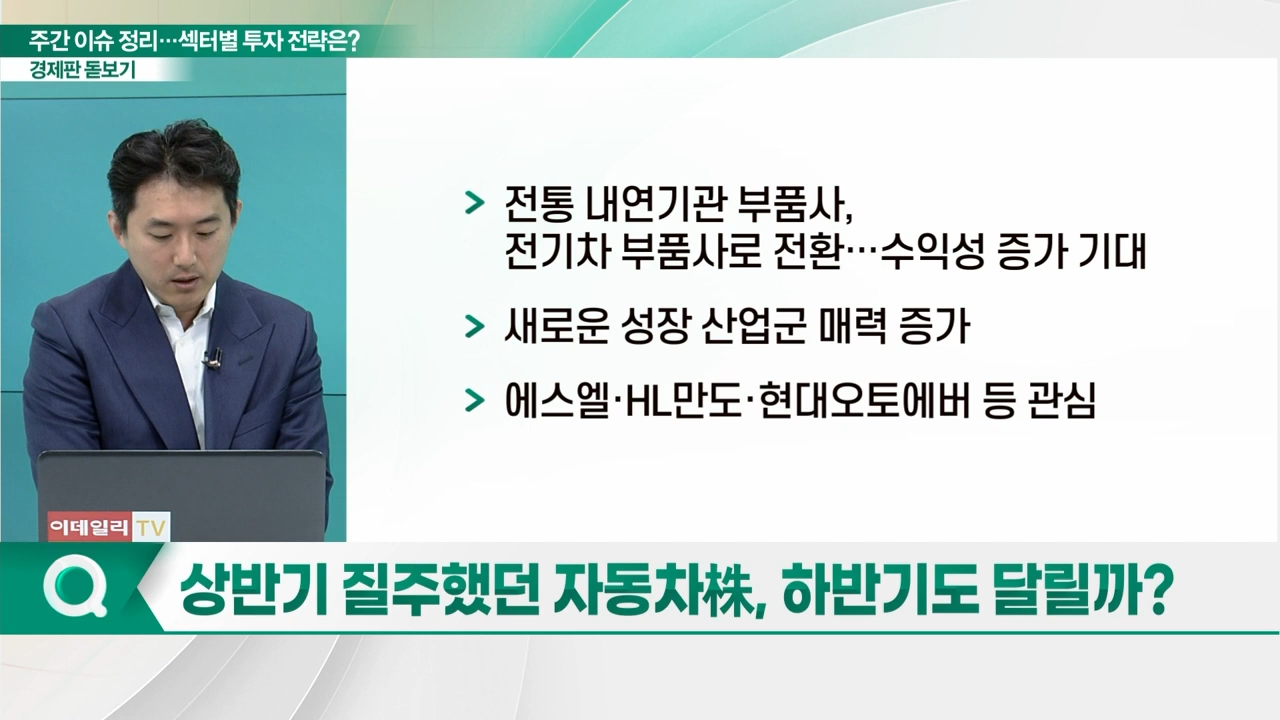 주간 이슈 정리…섹터별 투자 전략은?
경제판 돋보기
> 전통 내연기관 부품사,
전기차 부품사로 전환…수익성 증가 기대
> 새로운 성장 산업군 매력 증가
> 에스엘·HL만도·현대오토에버 등 관심
이데일리 TV
Q 상반기 질주했던 자동차株, 하반기도 달릴까?